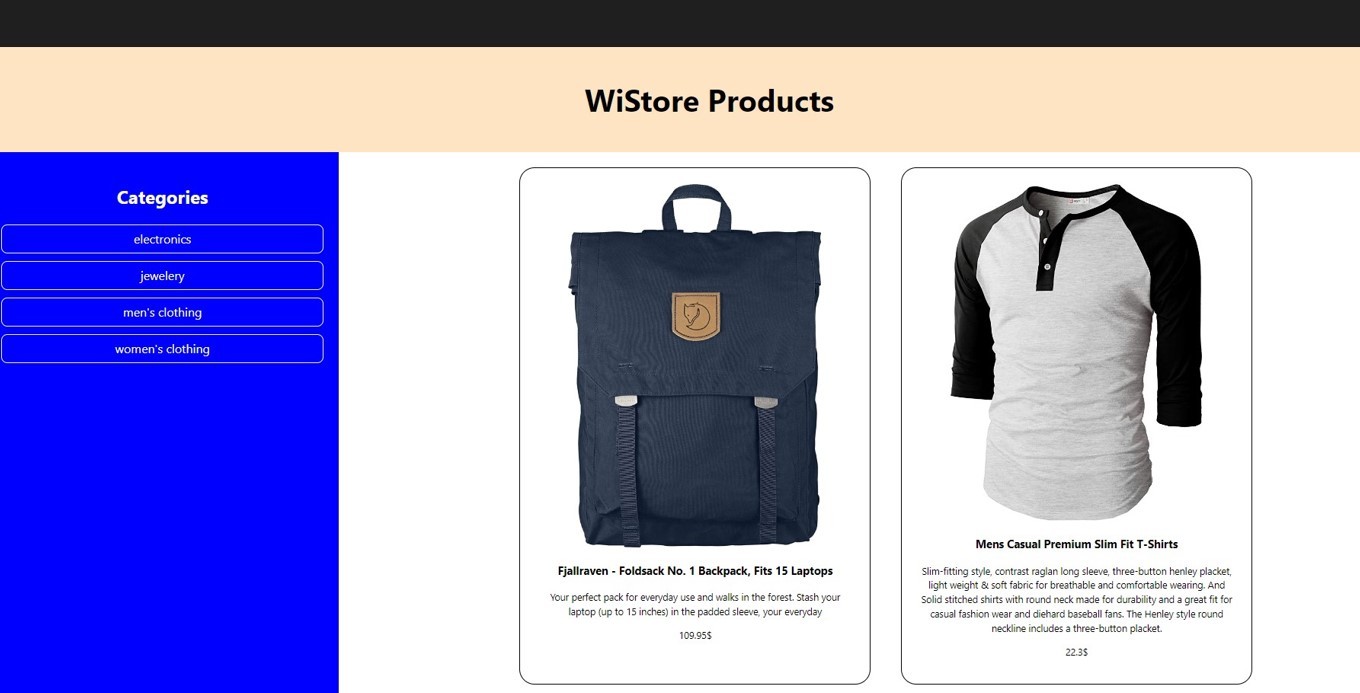 WiStore Products
Categories
electronics
jewelery
men's clothing
women's clothing
Fjallraven - Foldsack No. 1 Backpack, Fits 15 Laptops
Your perfect pack for everyday use and walks in the forest. Stash your
laptop (up to 15 inches) in the padded sleeve, your everyday
109.95$
Mens Casual Premium Slim Fit T-Shirts
Slim-fitting style, contrast raglan long sleeve, three-button henley placket,
light weight & soft fabric for breathable and comfortable wearing. And
Solid stitched shirts with round neck made for durability and a great fit for
casual fashion wear and diehard baseball fans. The Henley style round
neckline includes a three-button placket.
22.3$